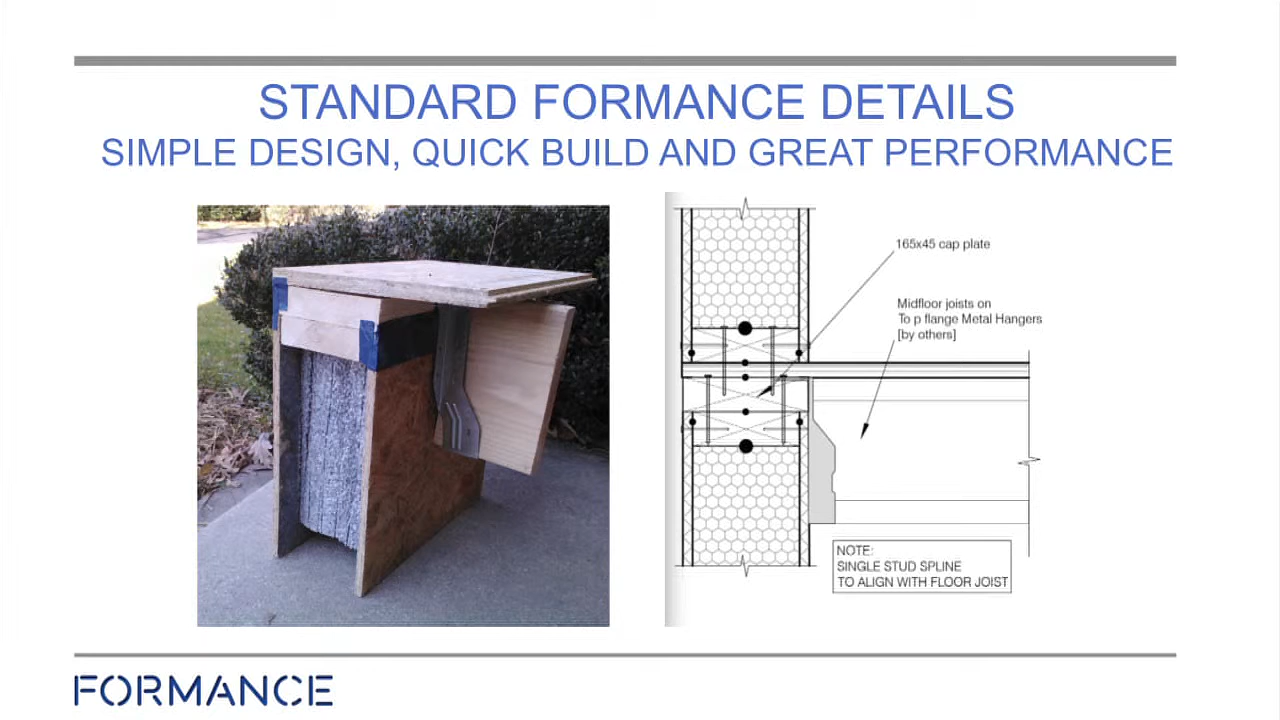 STANDARD FORMANCE DETAILS
SIMPLE DESIGN, QUICK BUILD AND GREAT PERFORMANCE
165x45 cap plate
Midfloor joists on
To p flange Metal Hangers
[by others]
NOTE:
SINGLE STUD SPLINE
TO ALIGN WITH FLOOR JOIST
FORMANCE